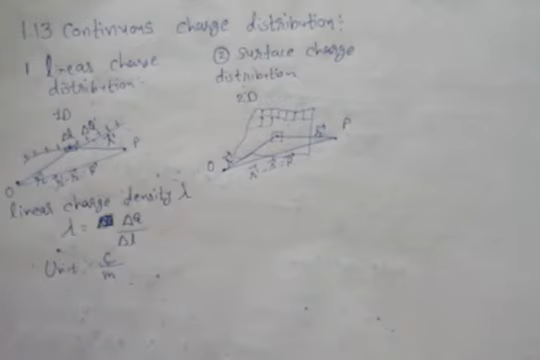 1.13 Continuous charge distribution:
1 linear charge distribution:
② surface charge distribution
1D
2D
ΔQ
P
O
P
O
linear charge density λ
λ = ΔQ/Δl
Unit: C/m